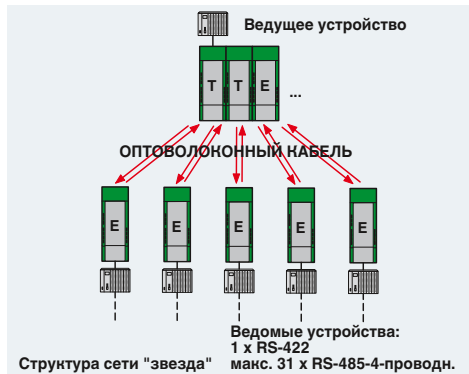 Ведущее устройство
T T E ...
ОПТОВОЛОКОННЫЙ КАБЕЛЬ
E E E E E
Ведомые устройства:
1 x RS-422
Структура сети "звезда" макс. 31 x RS-485-4-проводн.